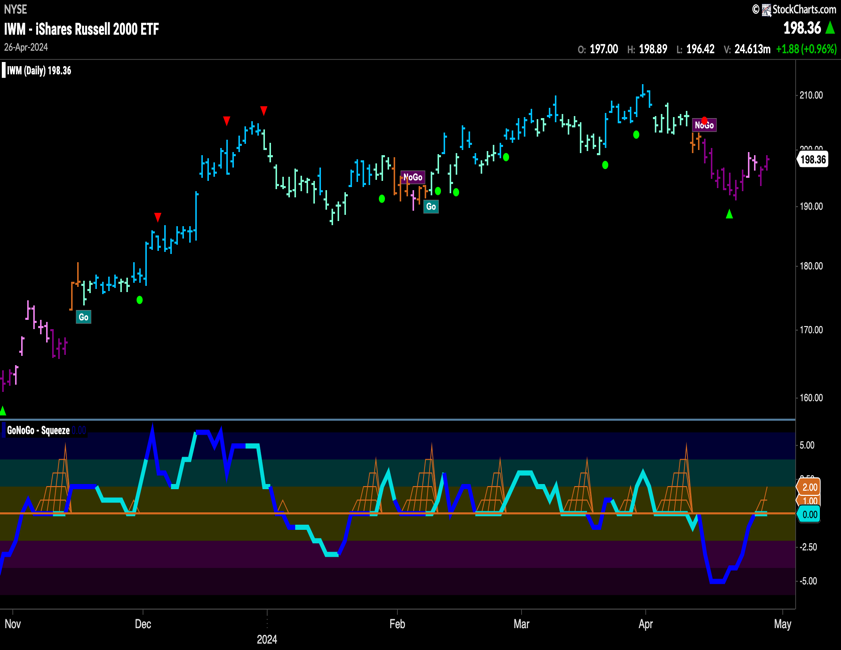 NYSE
© StockCharts.com
IWM - iShares Russell 2000 ETF
198.36
26-Apr-2024
O: 197.00 H: 198.89 L: 196.42 V: 24.613m +1.88 (+0.96%)
IWM (Daily) 198.36
210.00
NoGo
200.00
198.36
NoGo
190.00
Go
180.00
Go
170.00
160.00
GoNoGo - Squeeze
5.00
2.00
1.00
0.00
-2.50
-5.00
Nov Dec Feb Mar Apr May
2024